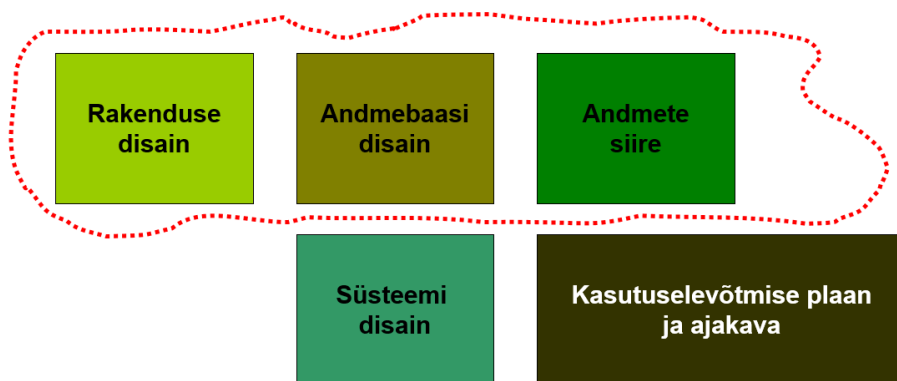 Rakenduse
disain
Andmebaasi
disain
Andmete
siire
Süsteemi
disain
Kasutuselevõtmise plaan
ja ajakava